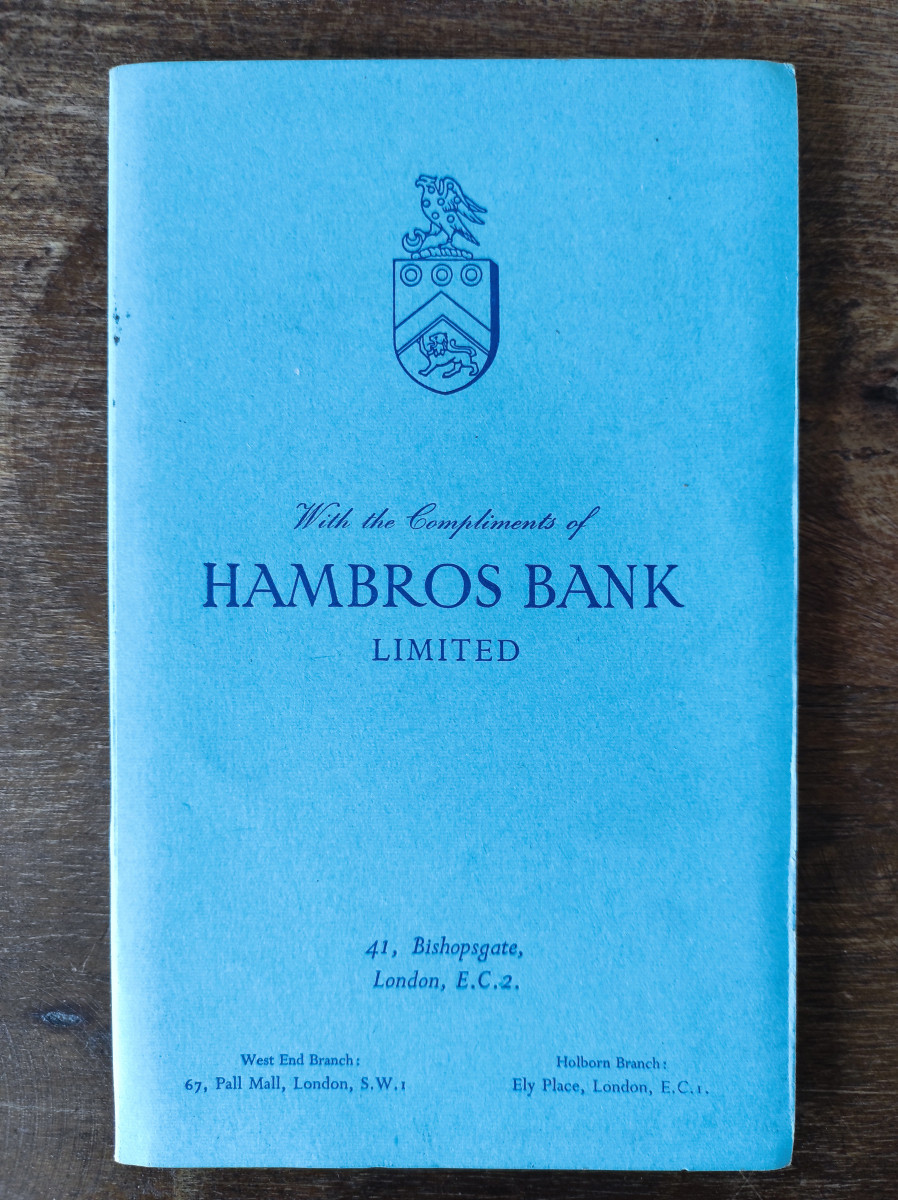 With the Compliments of
HAMBROS BANK
LIMITED
41, Bishopsgate,
London, E.C.2.
West End Branch:
67, Pall Mall, London, S.W.1
Holborn Branch:
Ely Place, London, E.C.1.